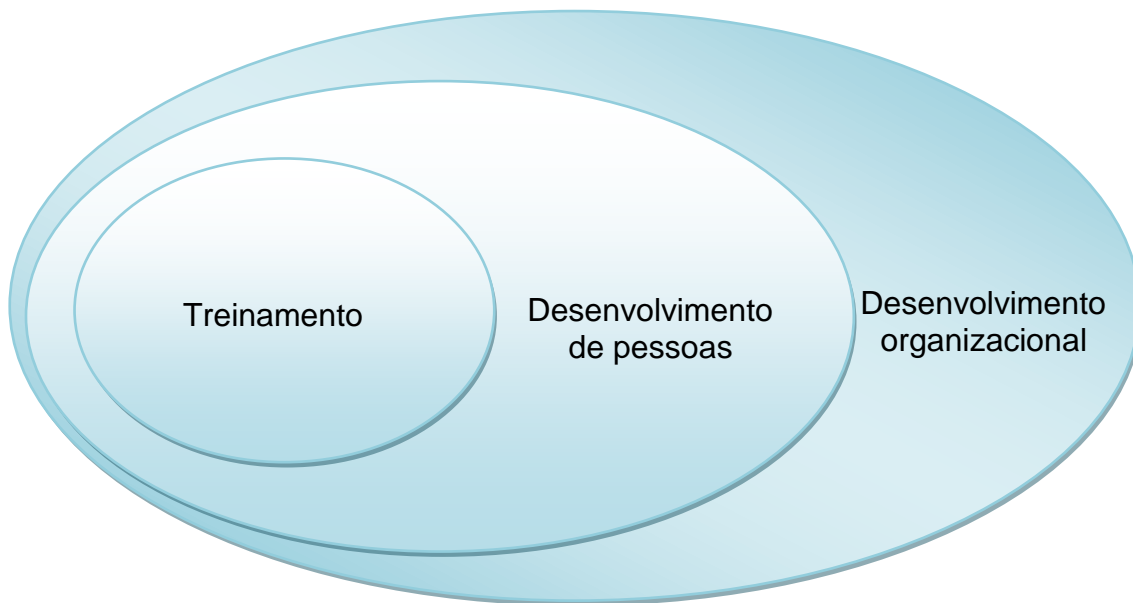 Treinamento
Desenvolvimento
de pessoas
Desenvolvimento
organizacional